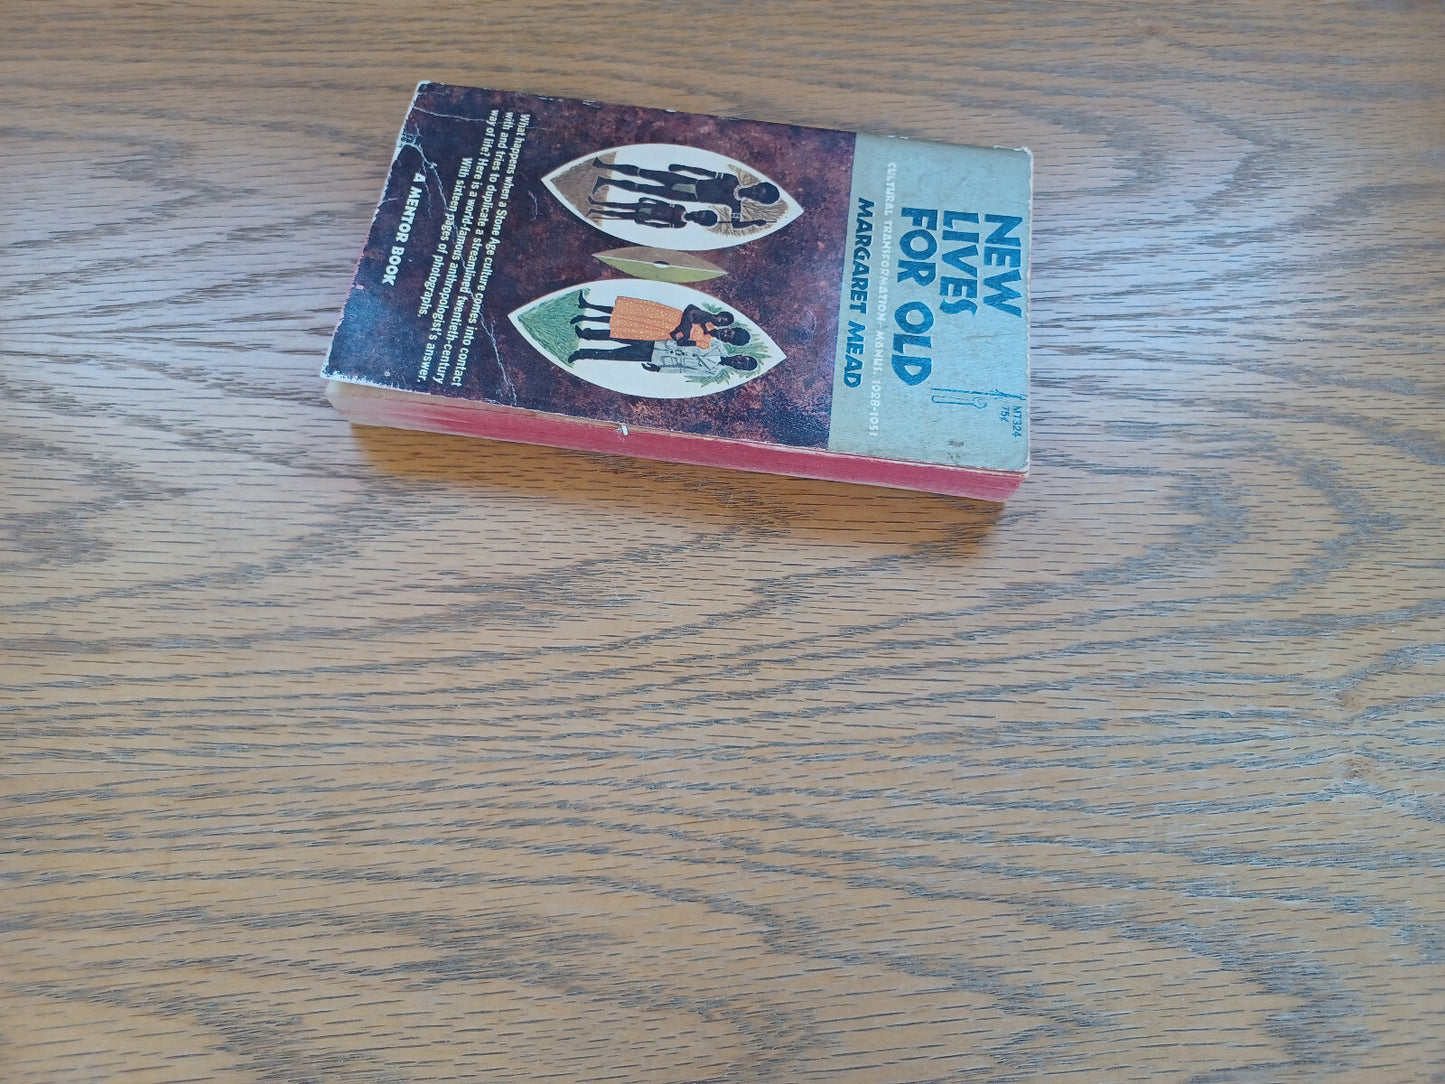 MT324
75¢
NEW
LIVES
FOR OLD
CULTURAL TRANSFORMATION—MANUS, 1928-1953
MARGARET MEAD
What happens when a Stone Age culture comes into contact
with and tries to duplicate a streamlined twentieth-century
way of life? Here is a world-famous anthropologist's answer.
With sixteen pages of photographs.
A MENTOR BOOK